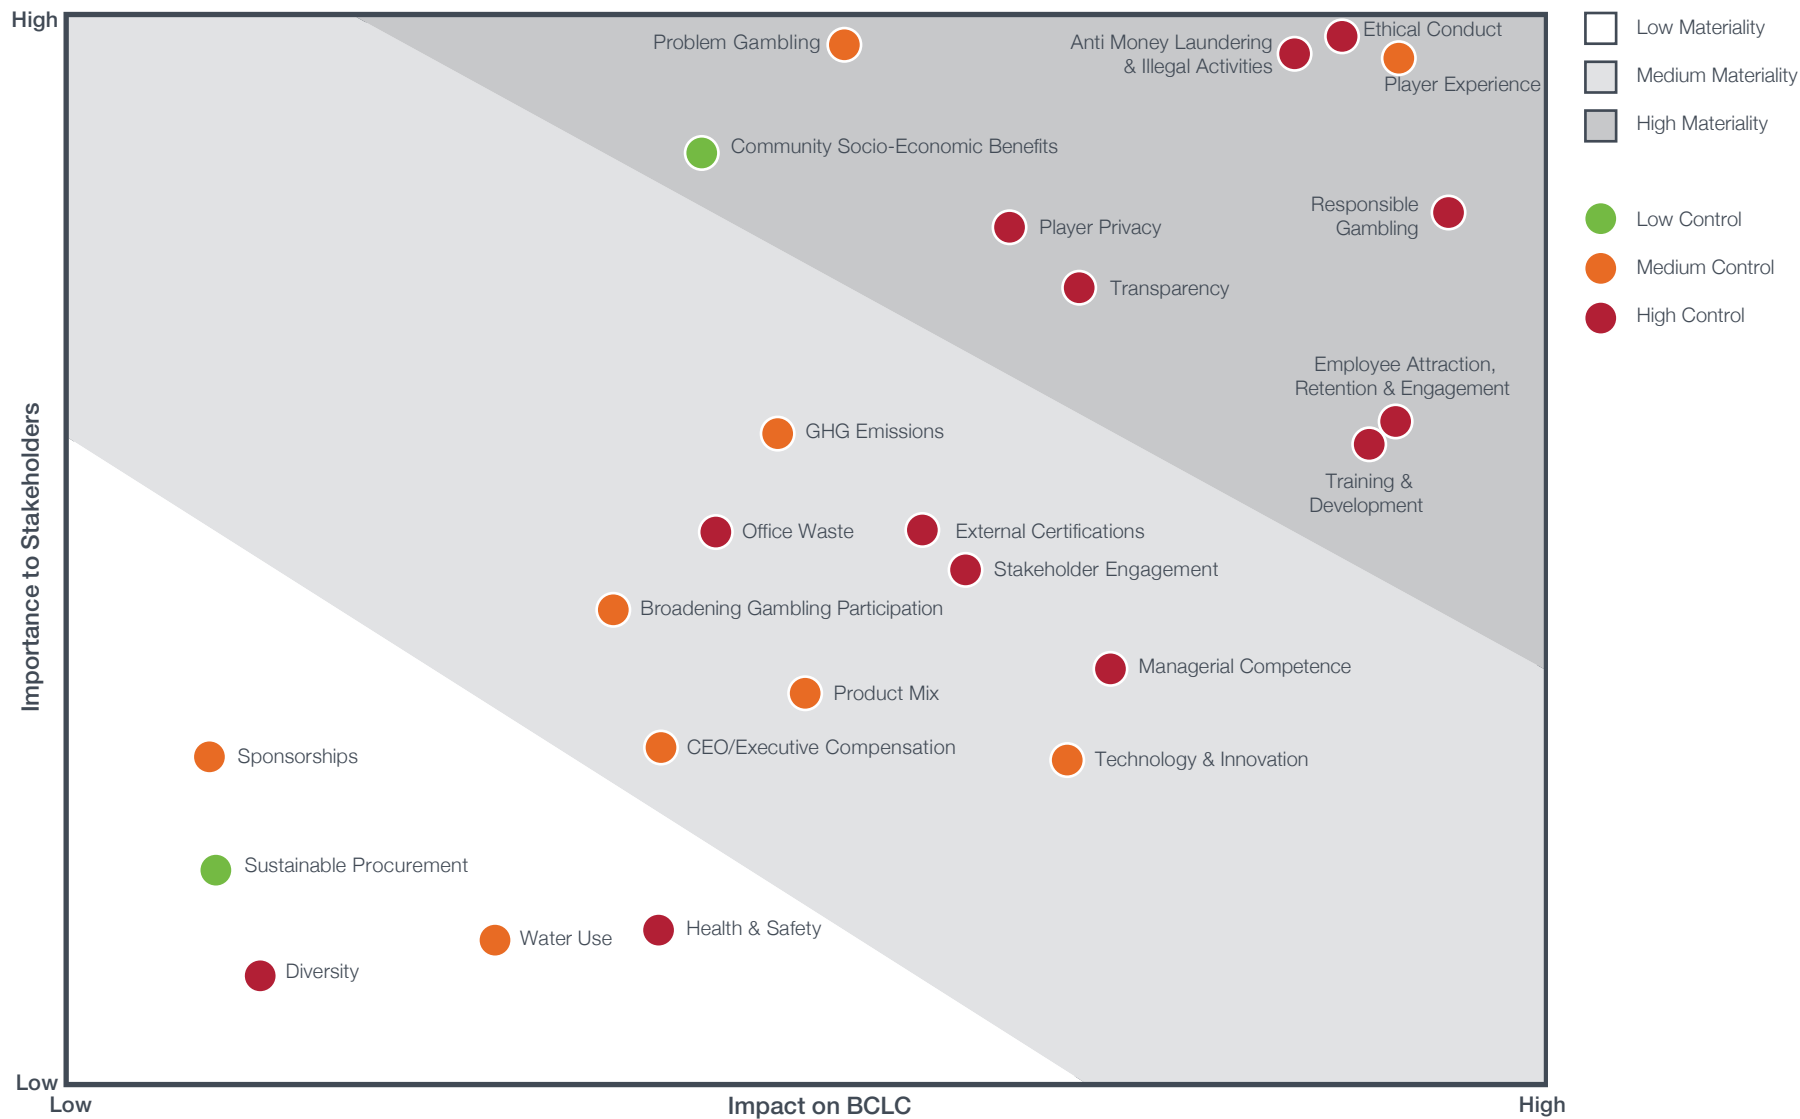 High
Problem Gambling
Anti Money Laundering
& Illegal Activities
Ethical Conduct
Player Experience
Community Socio-Economic Benefits
Player Privacy
Responsible
Gambling
Transparency
Employee Attraction,
Retention & Engagement
Training &
Development
GHG Emissions
Office Waste
External Certifications
Stakeholder Engagement
Broadening Gambling Participation
Managerial Competence
Product Mix
CEO/Executive Compensation
Technology & Innovation
Sponsorships
Sustainable Procurement
Water Use
Health & Safety
Diversity
Importance to Stakeholders
Low
Low
Impact on BCLC
High
Low Materiality
Medium Materiality
High Materiality
Low Control
Medium Control
High Control